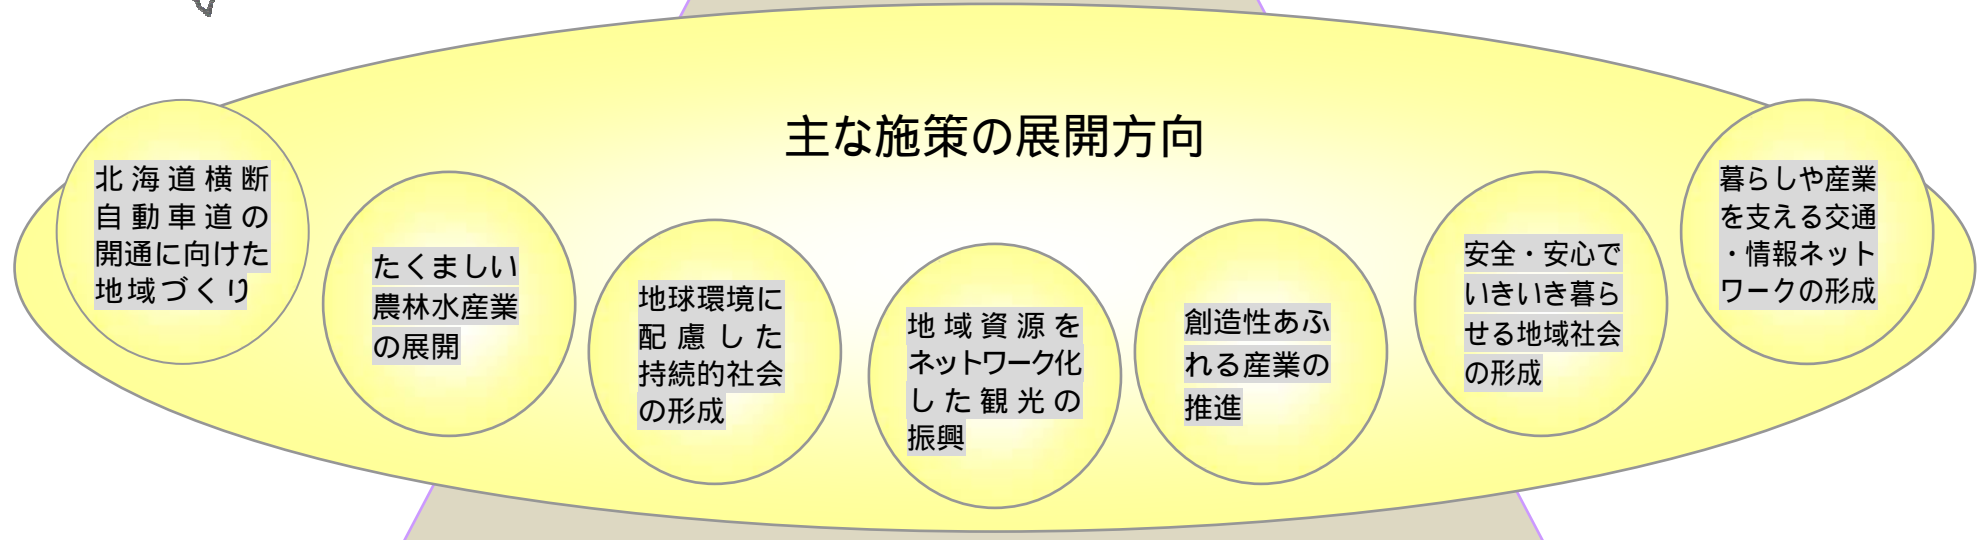 主な施策の展開方向
北海道横断
自動車道の
開通に向けた
地域づくり
たくましい
農林水産業
の展開
地球環境に
配慮した
持続的社会
の形成
地域資源を
ネットワーク化
した観光の
振興
創造性あふ
れる産業の
推進
安全・安心で
いきいき暮ら
せる地域社会
の形成
暮らしや産業
を支える交通
・情報ネット
ワークの形成